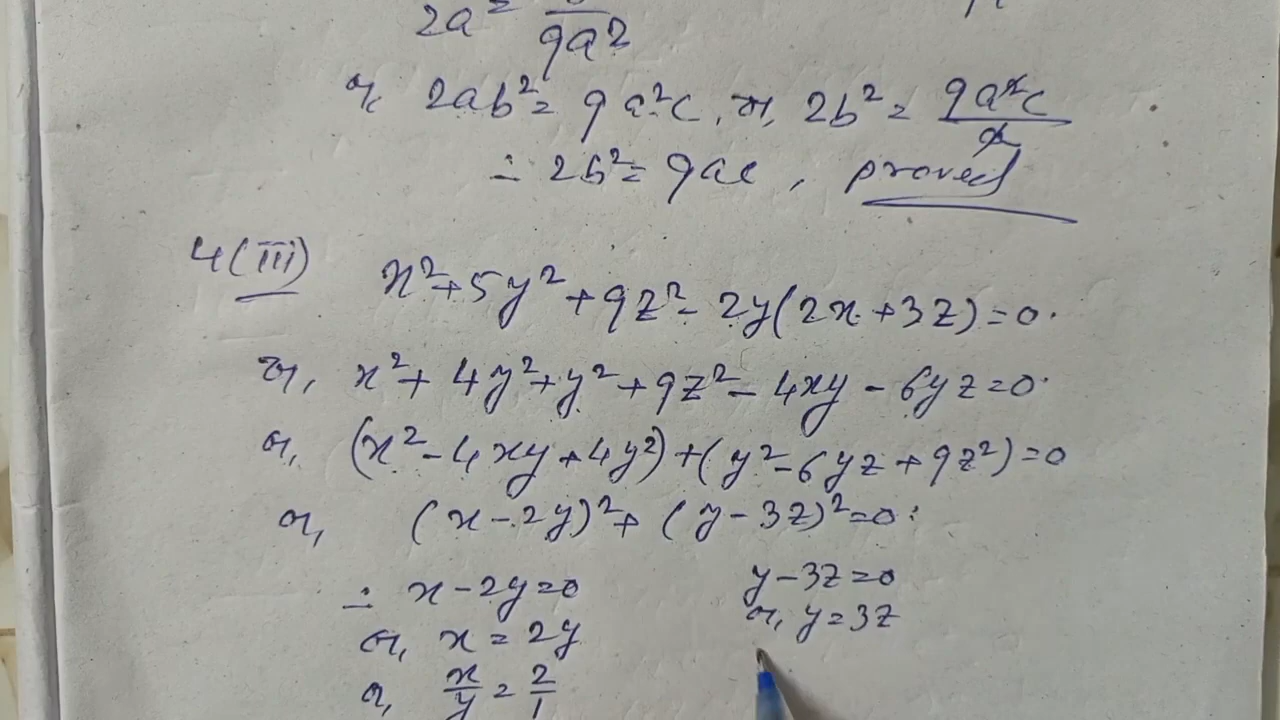 2a = /9a²
or, 2ab² = 9a²c, or, 2b² = 9a²c/a
∴ 2b² = 9ac, proved
4(III) x²+5y²+9z²-2y(2x+3z)=0.
or, x²+4y²+y²+9z²-4xy-6yz=0.
or, (x²-4xy+4y²)+(y²-6yz+9z²)=0
or, (x-2y)²+(y-3z)²=0.
∴ x-2y=0 y-3z=0
or, x=2y or, y=3z
or, x/y = 2/1